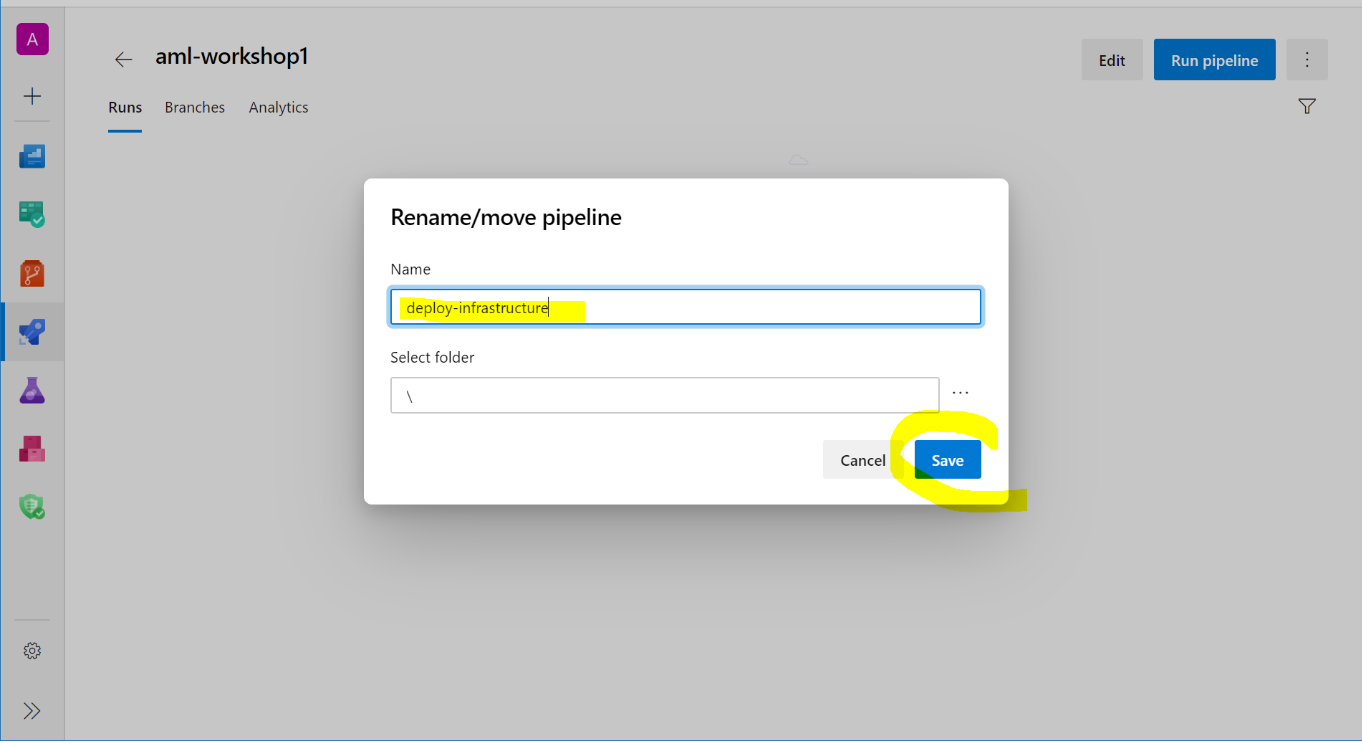 A
aml-workshop1
Edit
Run pipeline
Runs Branches Analytics
Rename/move pipeline
Name
deploy-infrastructure
Select folder
\
...
Cancel
Save